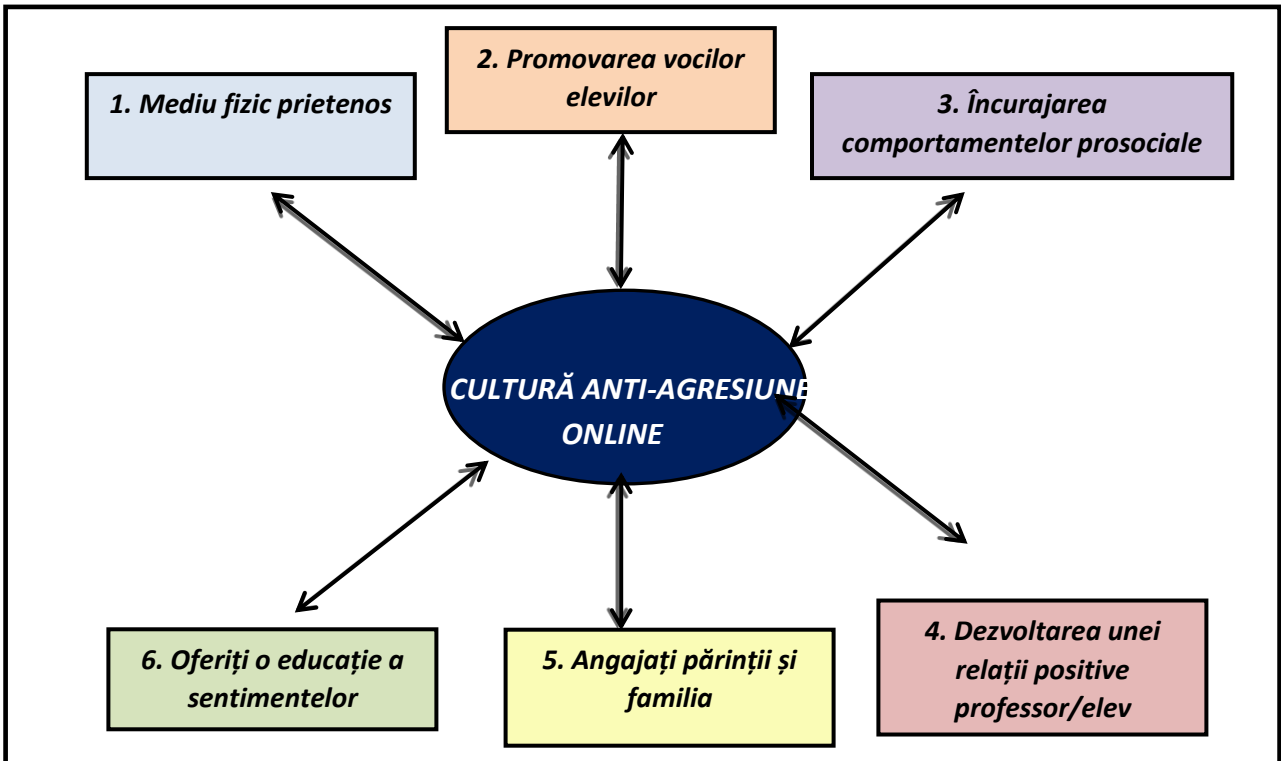 1. Mediu fizic prietenos
2. Promovarea vocilor
elevilor
3. Încurajarea
comportamentelor prosociale
CULTURĂ ANTI-AGRESIUNE
ONLINE
4. Dezvoltarea unei
relații positive
professor/elev
5. Angajați părinții și
familia
6. Oferiți o educație a
sentimentelor